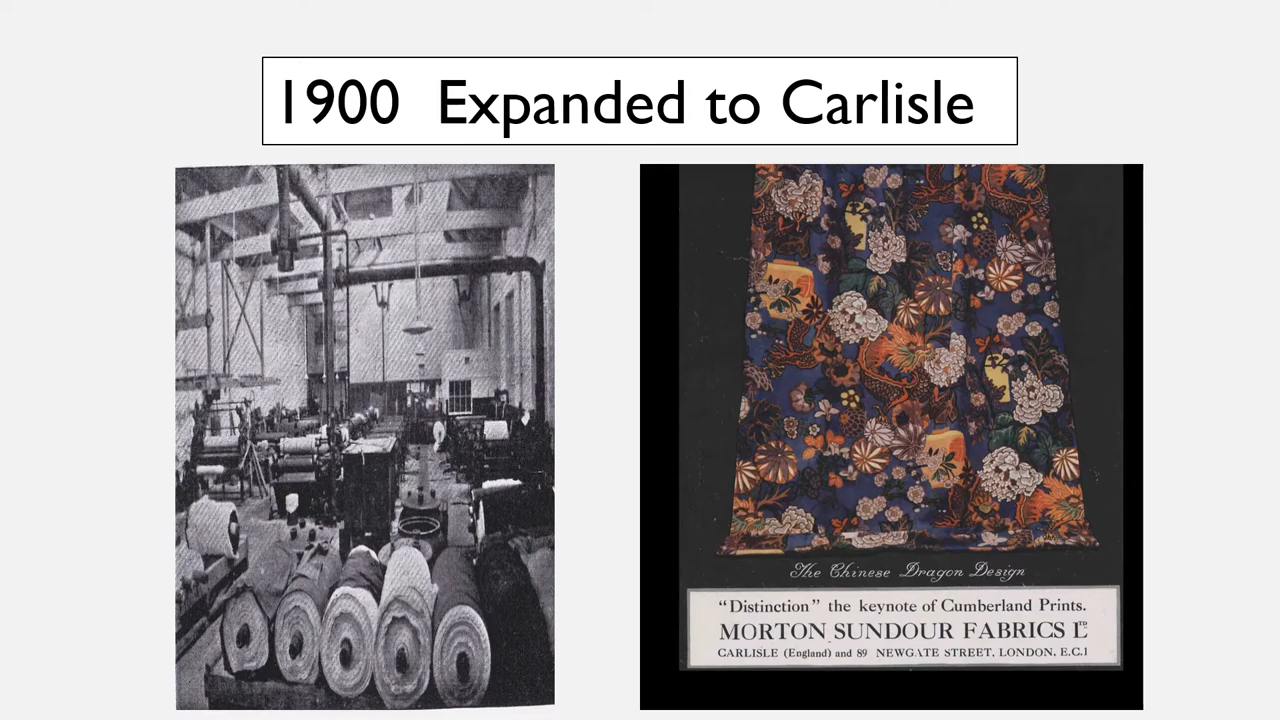 1900 Expanded to Carlisle
The Chinese Dragon Design
"Distinction" the keynote of Cumberland Prints.
MORTON SUNDOUR FABRICS LTD
CARLISLE (England) and 89 NEWGATE STREET, LONDON, E.C.1